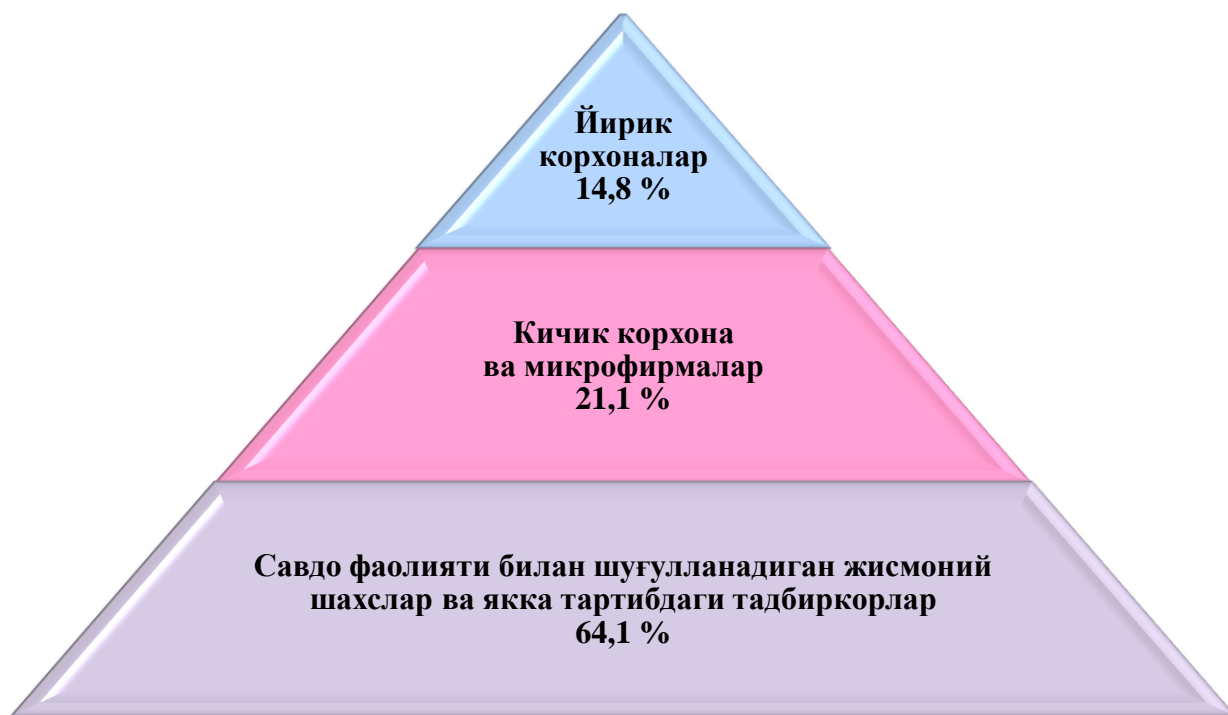 Йирик
корхоналар
14,8 %
Кичик корхона
ва микрофирмалар
21,1 %
Савдо фаолияти билан шуғулланадиган жисмоний
шахслар ва якка тартибдаги тадбиркорлар
64,1 %